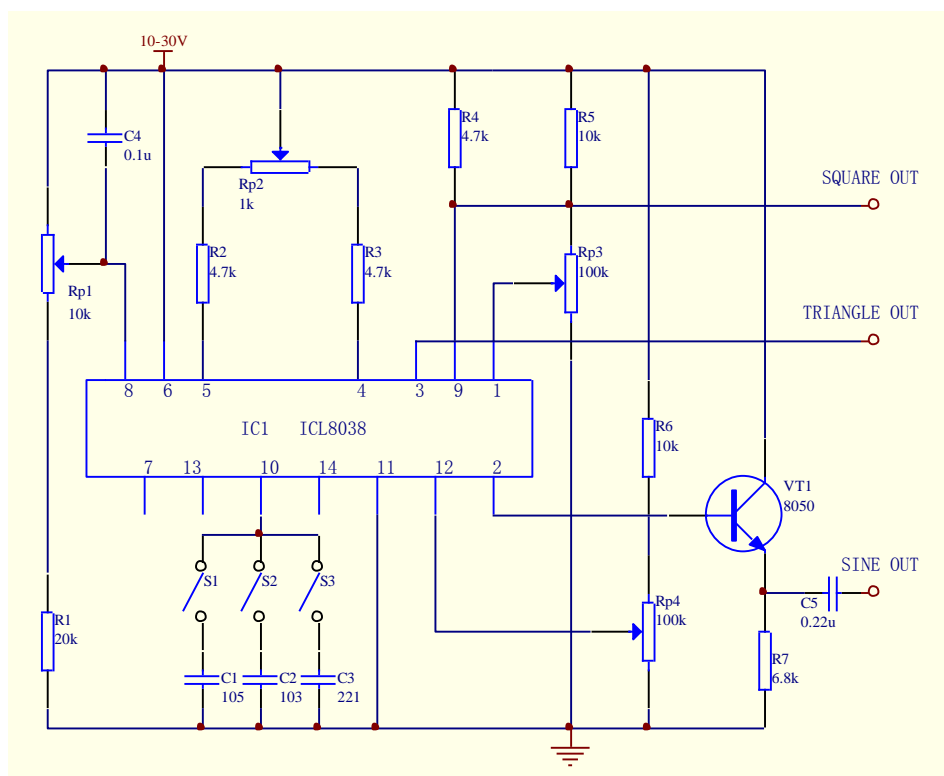 10-30V
C4
0.1u
R4
4.7k
R5
10k
Rp2
1k
SQUARE OUT
R2
4.7k
R3
4.7k
Rp3
100k
Rp1
10k
TRIANGLE OUT
8 6 5 4 3 9 1
IC1 ICL8038
7 13 10 14 11 12 2
R6
10k
VT1
8050
SINE OUT
S1 S2 S3
C5
0.22u
R1
20k
Rp4
100k
R7
6.8k
C1
105
C2
103
C3
221